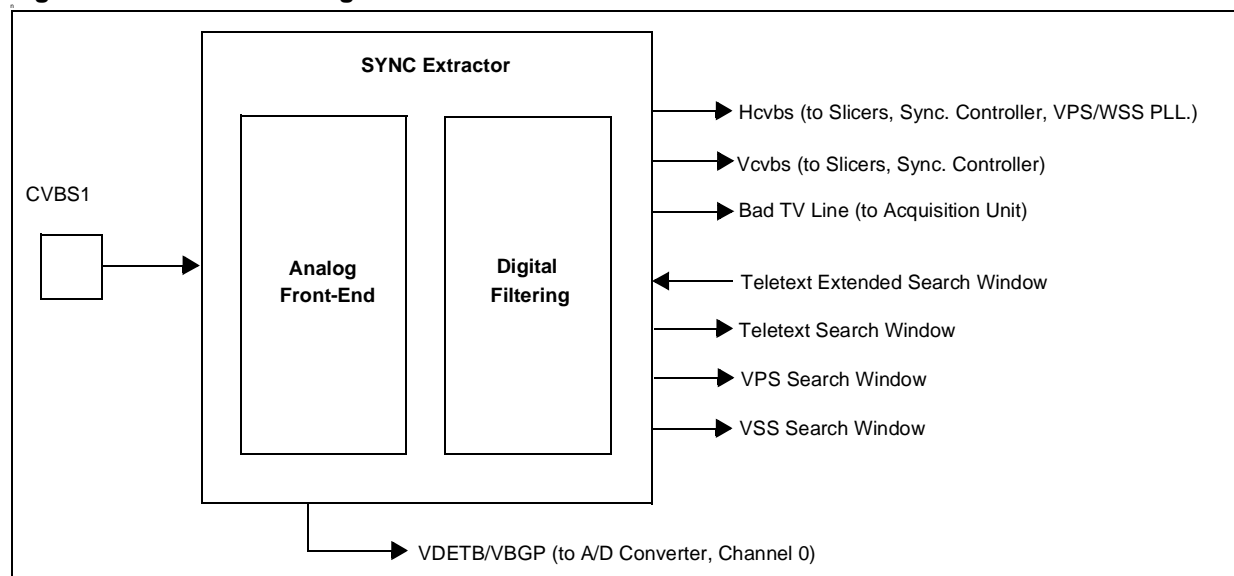 SYNC Extractor
Hcvbs (to Slicers, Sync. Controller, VPS/WSS PLL.)
Vcvbs (to Slicers, Sync. Controller)
CVBS1
Bad TV Line (to Acquisition Unit)
Analog
Front-End
Digital
Filtering
Teletext Extended Search Window
Teletext Search Window
VPS Search Window
VSS Search Window
VDETB/VBGP (to A/D Converter, Channel 0)